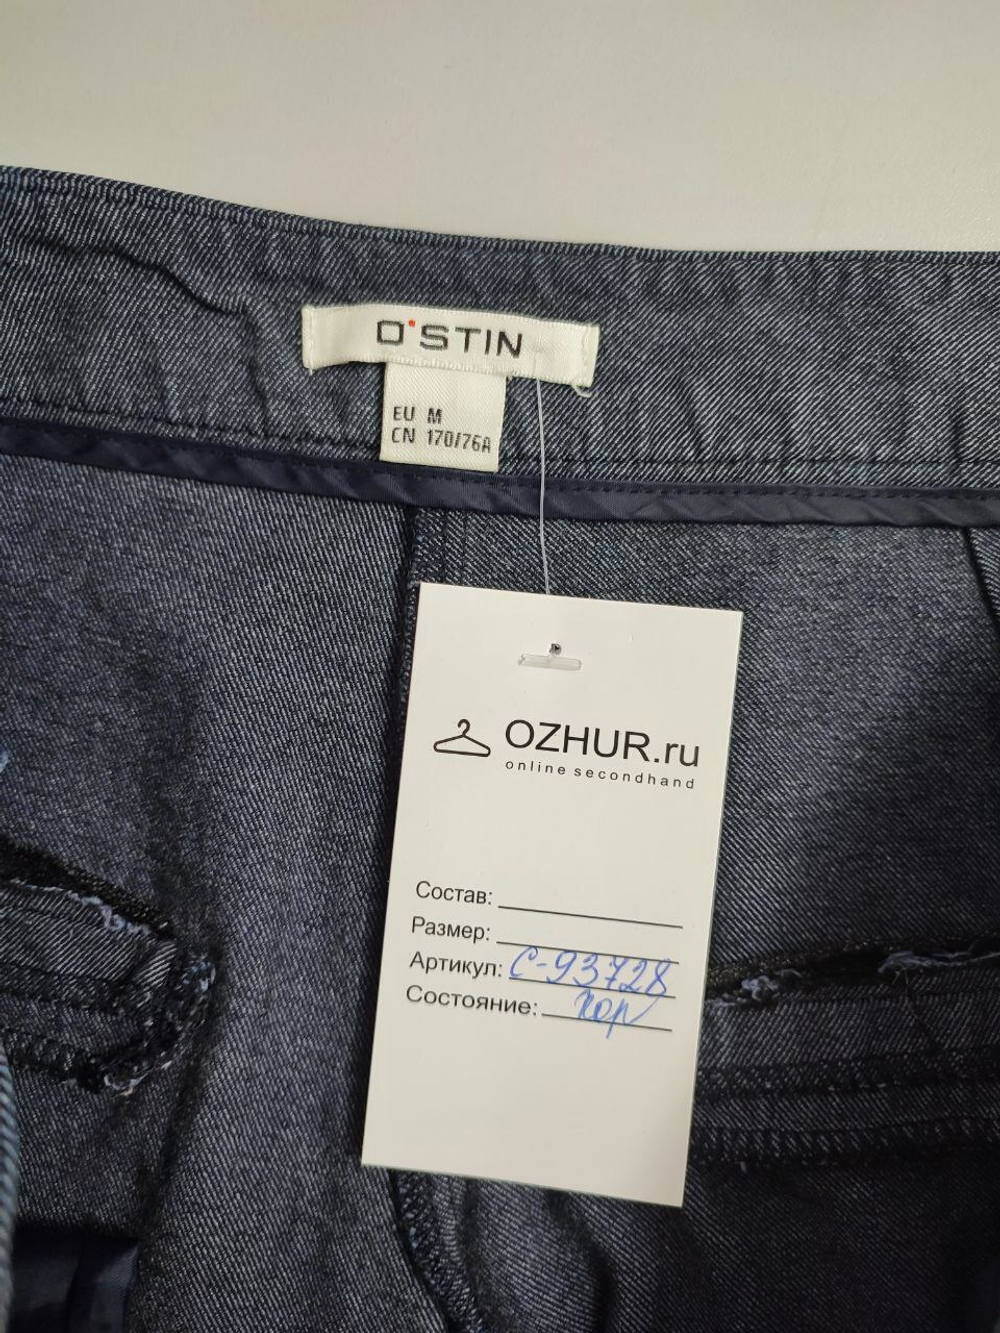 O'STIN
EU M
CN 170/76A
OZHUR.ru
online secondhand
Состав:
Размер:
Артикул: С-93728
Состояние: Хор